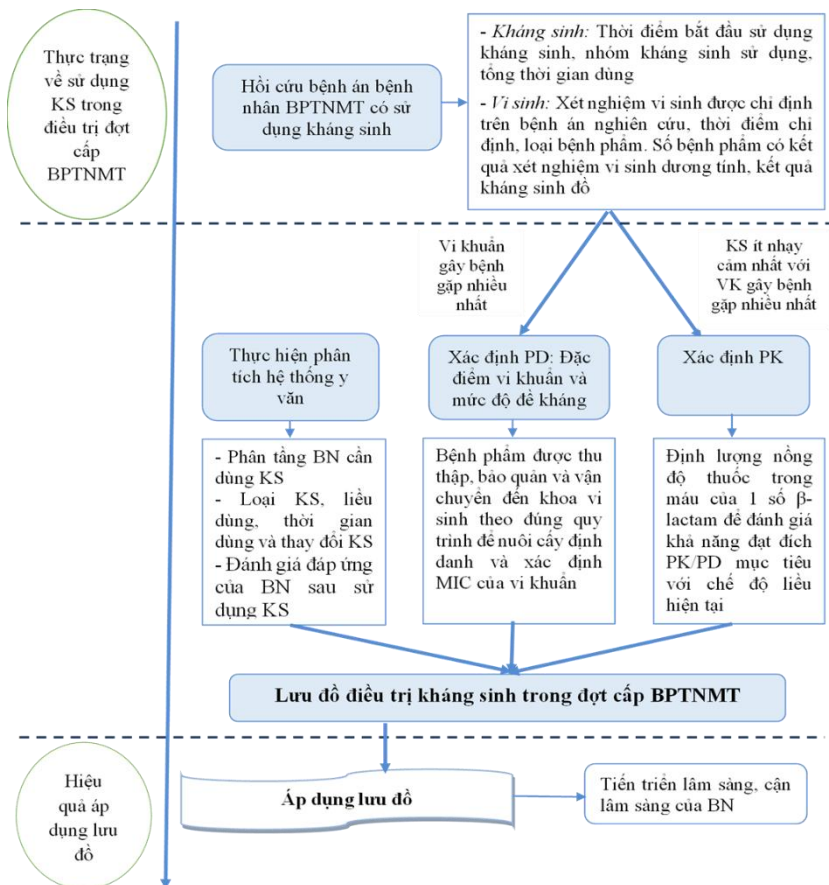 Thực trạng
về sử dụng
KS trong
điều trị đợt
cấp
BPTNMT
Hồi cứu bệnh án bệnh
nhân BPTNMT có sử
dụng kháng sinh
- Kháng sinh: Thời điểm bắt đầu sử dụng
kháng sinh, nhóm kháng sinh sử dụng,
tổng thời gian dùng
- Vi sinh: Xét nghiệm vi sinh được chỉ định
trên bệnh án nghiên cứu, thời điểm chỉ
định, loại bệnh phẩm. Số bệnh phẩm có kết
quả xét nghiệm vi sinh dương tính, kết quả
kháng sinh đồ
Vi khuẩn
gây bệnh
gặp nhiều
nhất
KS ít nhạy
cảm nhất với
VK gây bệnh
gặp nhiều nhất
Thực hiện phân
tích hệ thống y
văn
Xác định PD: Đặc
điểm vi khuẩn và
mức độ đề kháng
Xác định PK
- Phân tầng BN cần
dùng KS
- Loại KS, liều
dùng, thời gian
dùng và thay đổi KS
- Đánh giá đáp ứng
của BN sau sử
dụng KS
Bệnh phẩm được thu
thập, bảo quản và vận
chuyển đến khoa vi
sinh theo đúng quy
trình để nuôi cấy định
danh và xác định
MIC của vi khuẩn
Định lượng nồng
độ thuốc trong
máu của 1 số β-
lactam để đánh giá
khả năng đạt đích
PK/PD mục tiêu
với chế độ liều
hiện tại
Lưu đồ điều trị kháng sinh trong đợt cấp BPTNMT
Hiệu
quả áp
dụng lưu
đồ
Áp dụng lưu đồ
Tiến triển lâm sàng, cận
lâm sàng của BN